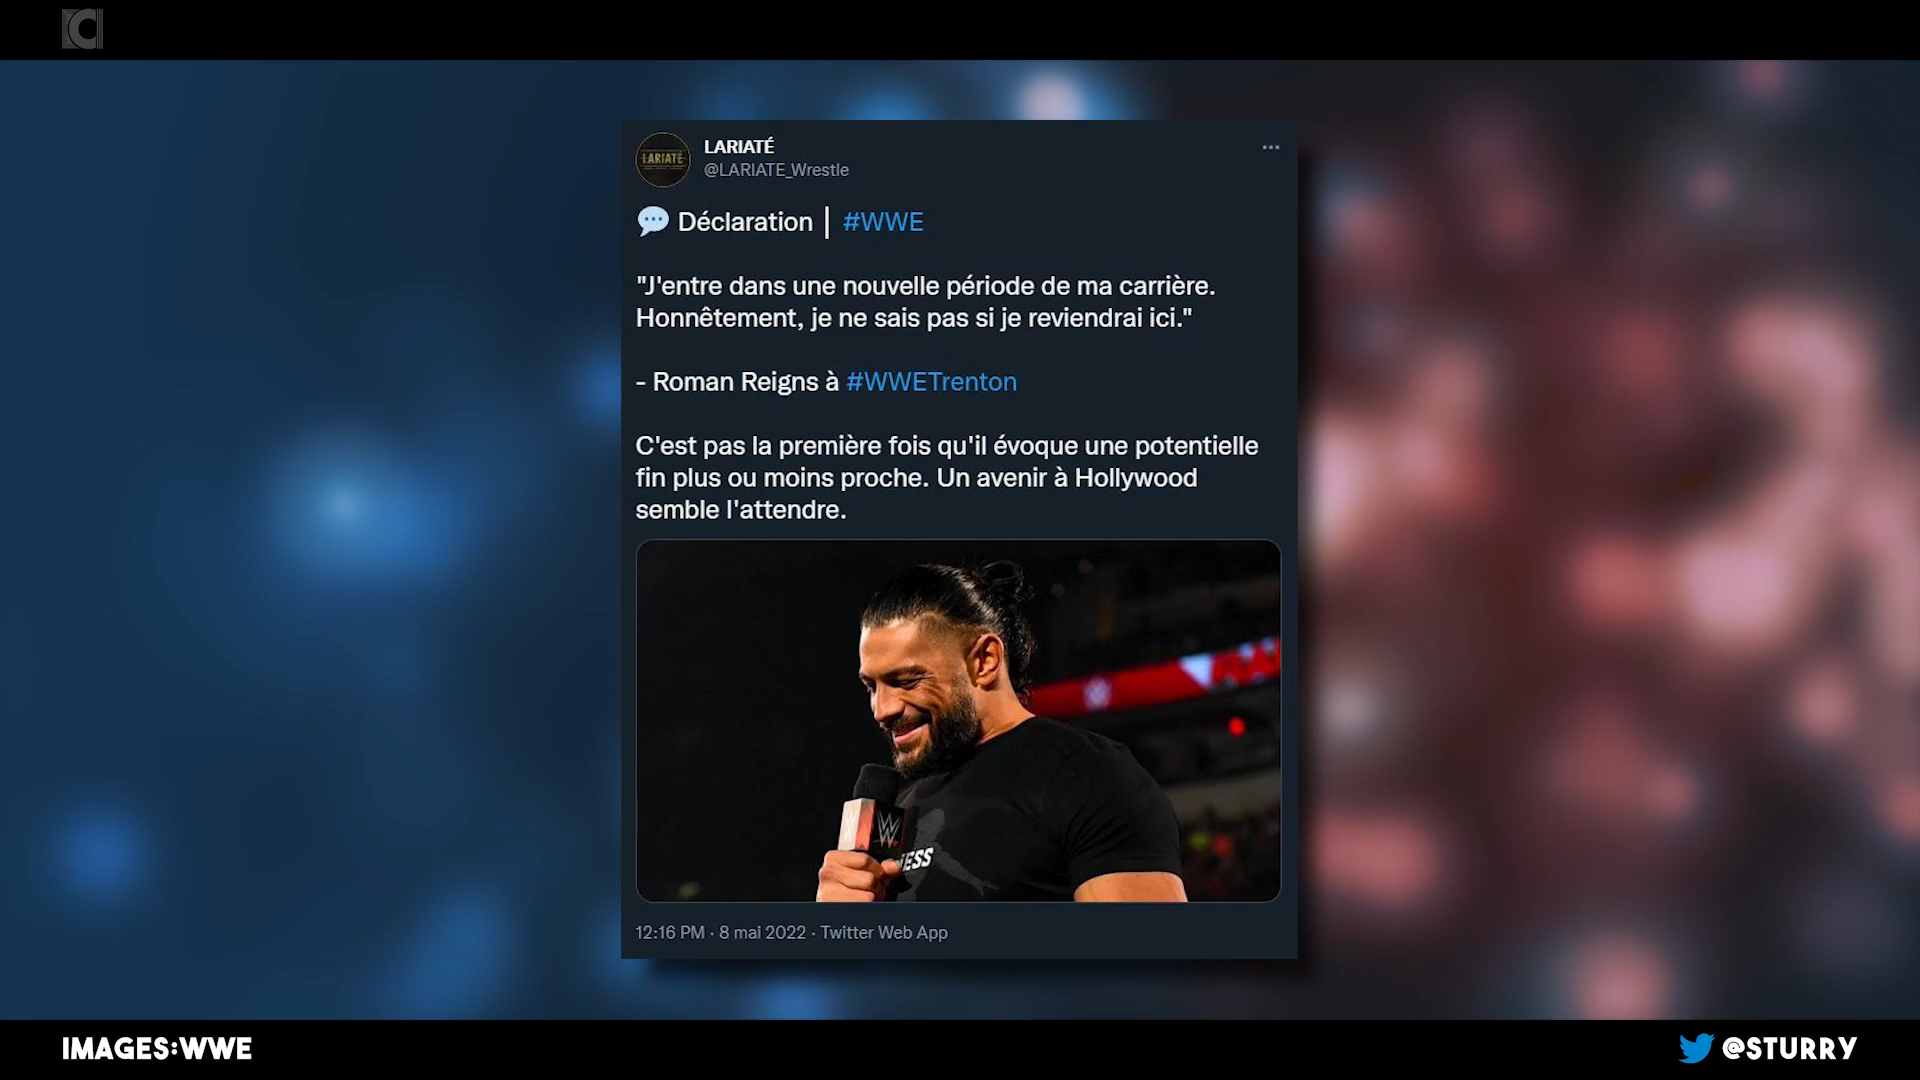 LARIATÉ
LARIATÉ
@LARIATE_Wrestle
Déclaration | #WWE
"J'entre dans une nouvelle période de ma carrière.
Honnêtement, je ne sais pas si je reviendrai ici."
- Roman Reigns à #WWETrenton
C'est pas la première fois qu'il évoque une potentielle
fin plus ou moins proche. Un avenir à Hollywood
semble l'attendre.
RAW
W
12:16 PM · 8 mai 2022 · Twitter Web App
IMAGES:WWE
@STURRY